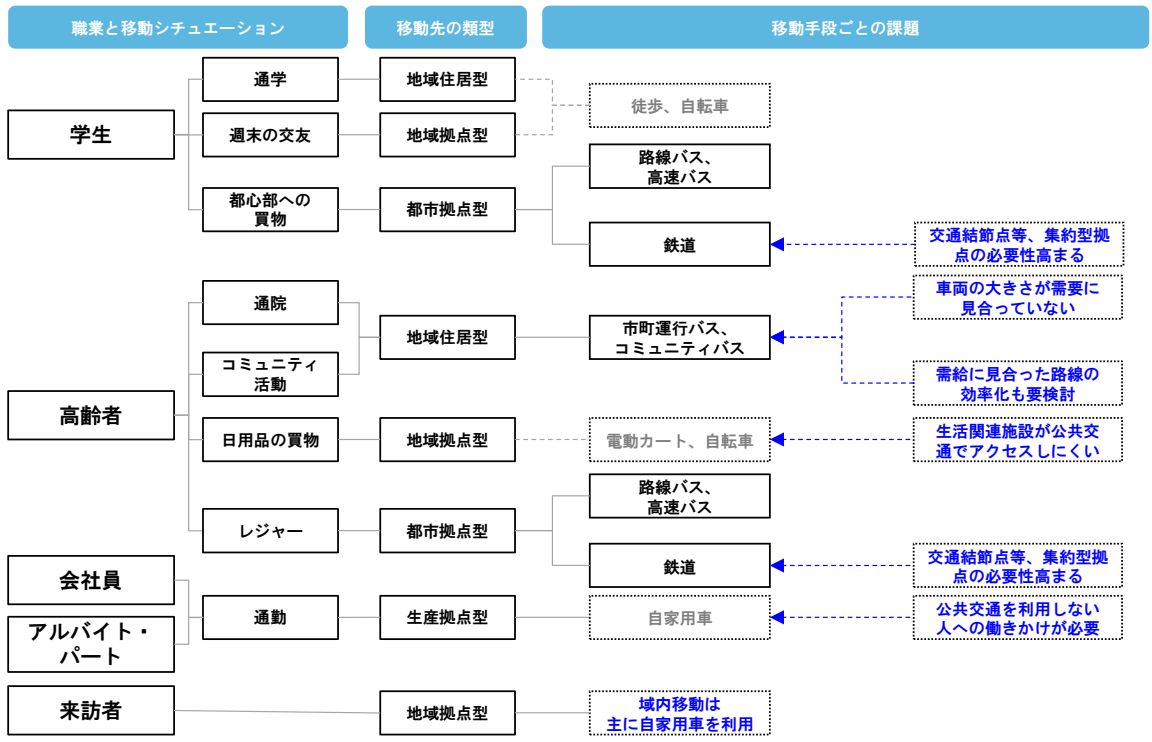 職業と移動シチュエーション
移動先の類型
移動手段ごとの課題
学生
通学
地域住居型
徒歩、自転車
週末の交友
地域拠点型
都心部への
買物
都市拠点型
路線バス、
高速バス
鉄道
交通結節点等、集約型拠
点の必要性高まる
高齢者
通院
コミュニティ
活動
地域住居型
市町運行バス、
コミュニティバス
車両の大きさが需要に
見合っていない
需給に見合った路線の
効率化も要検討
日用品の買物
地域拠点型
電動カート、自転車
生活関連施設が公共交
通でアクセスしにくい
レジャー
都市拠点型
路線バス、
高速バス
鉄道
交通結節点等、集約型拠
点の必要性高まる
会社員
アルバイト・
パート
通勤
生産拠点型
自家用車
公共交通を利用しない
人への働きかけが必要
来訪者
地域拠点型
域内移動は
主に自家用車を利用